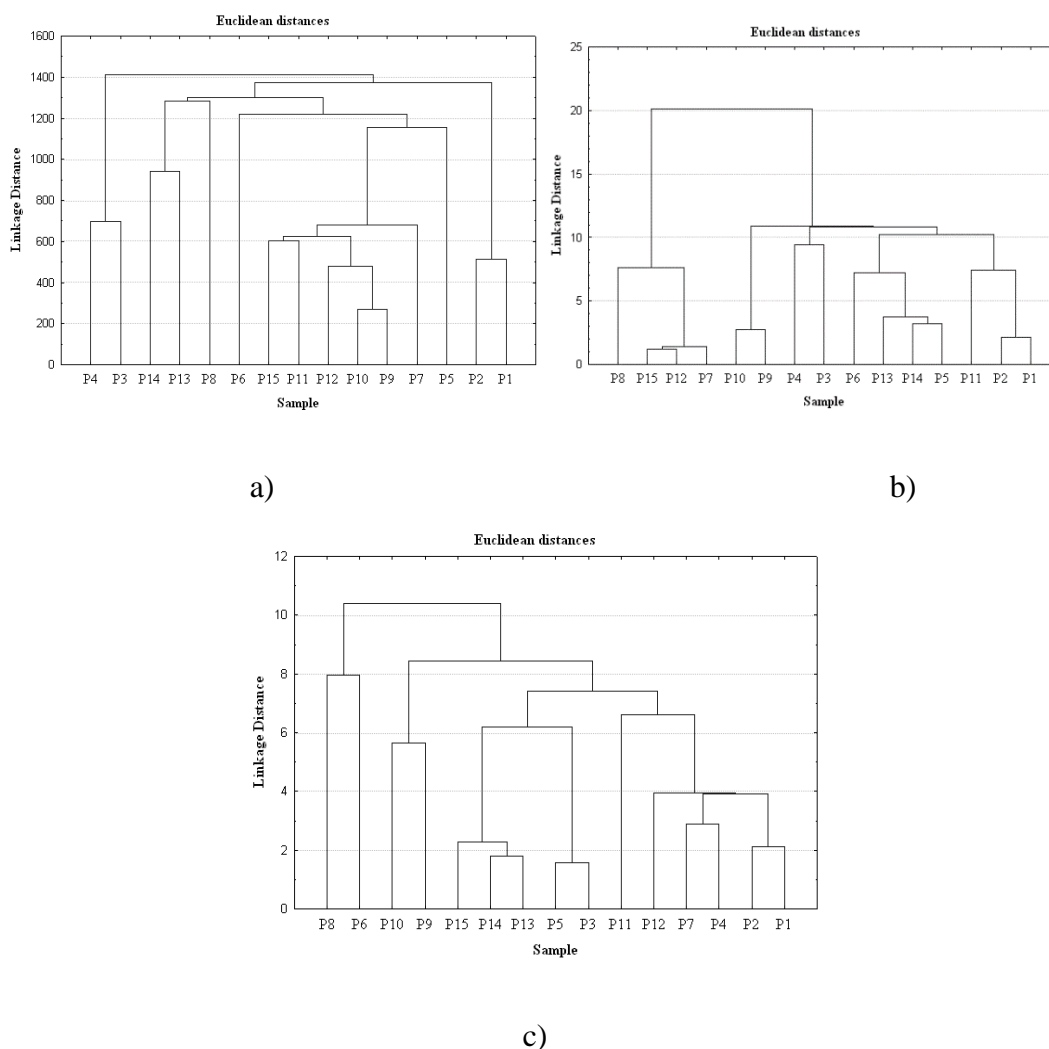 Euclidean distances
1600
1400
1200
1000
800
600
400
200
0
Linkage Distance
P4 P3 P14 P13 P8 P6 P15 P11 P12 P10 P9 P7 P5 P2 P1
Sample
a)
Euclidean distances
25
20
15
10
5
0
Linkage Distance
P8 P15 P12 P7 P10 P9 P4 P3 P6 P13 P14 P5 P11 P2 P1
Sample
b)
Euclidean distances
12
10
8
6
4
2
0
Linkage Distance
P8 P6 P10 P9 P15 P14 P13 P5 P3 P11 P12 P7 P4 P2 P1
Sample
c)